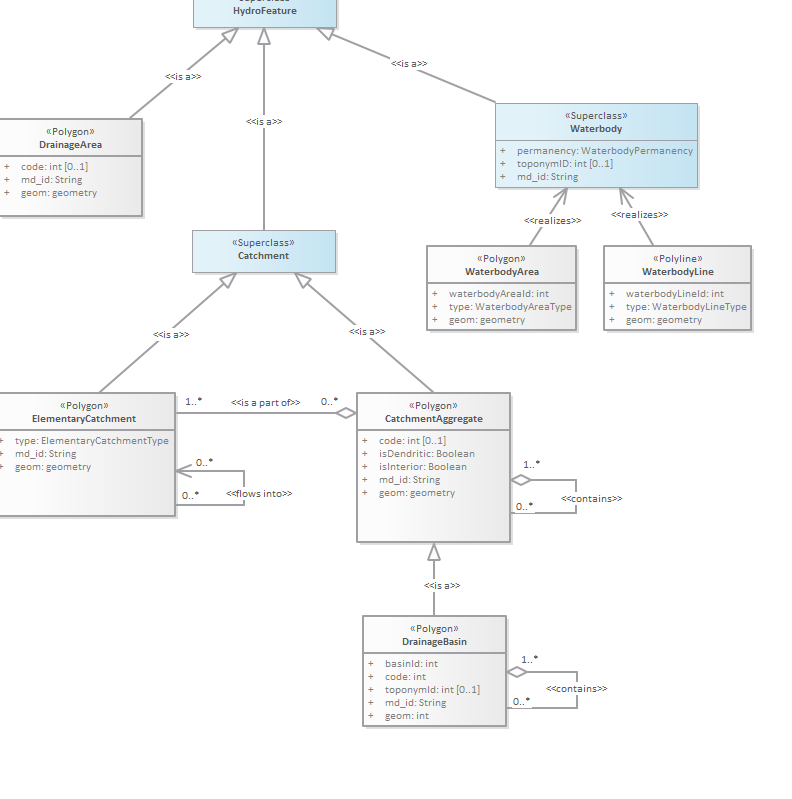 «Superclass»
HydroFeature
<<is a>>
<<is a>>
<<is a>>
«Polygon»
DrainageArea
+ code: int [0..1]
+ md_id: String
+ geom: geometry
«Superclass»
Waterbody
+ permanency: WaterbodyPermanency
+ toponymID: int [0..1]
+ md_id: String
<<realizes>>
<<realizes>>
«Superclass»
Catchment
«Polygon»
WaterbodyArea
+ waterbodyAreaId: int
+ type: WaterbodyAreaType
+ geom: geometry
«Polyline»
WaterbodyLine
+ waterbodyLineId: int
+ type: WaterbodyLineType
+ geom: geometry
<<is a>>
<<is a>>
«Polygon»
ElementaryCatchment
+ type: ElementaryCatchmentType
+ md_id: String
+ geom: geometry
1..*
<<is a part of>>
0..*
0..*
0..*
<<flows into>>
«Polygon»
CatchmentAggregate
+ code: int [0..1]
+ isDendritic: Boolean
+ isInterior: Boolean
+ md_id: String
+ geom: geometry
1..*
0..*
<<contains>>
<<is a>>
«Polygon»
DrainageBasin
+ basinId: int
+ code: int
+ toponymId: int [0..1]
+ md_id: String
+ geom: int
1..*
<<contains>>
0..*